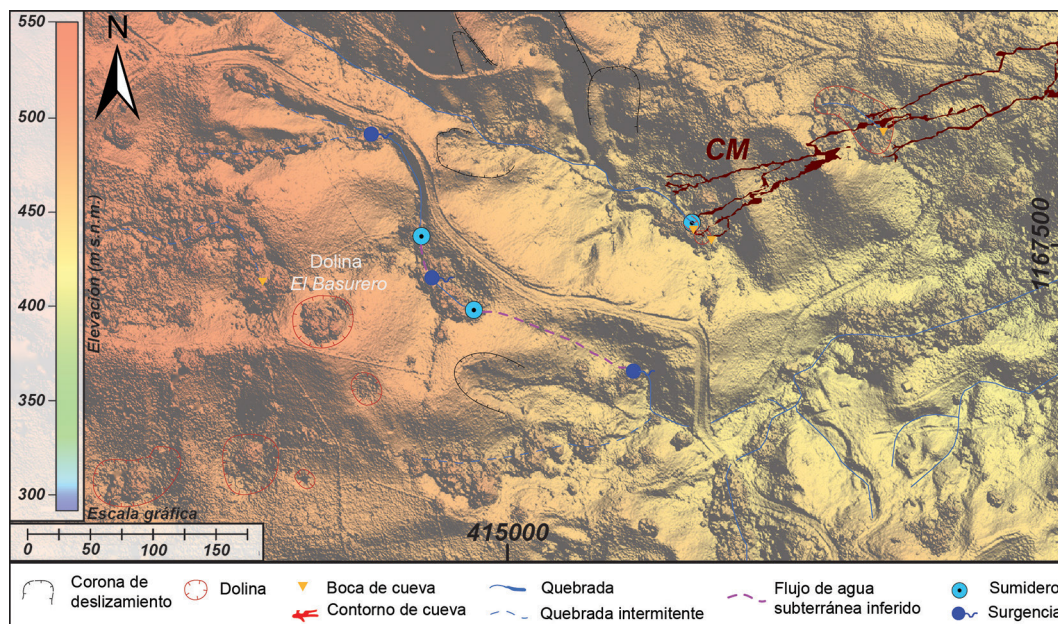 550
500
450
400
350
300
Elevación (m s.n.m.)
N
CM
Dolina
El Basurero
1167500
415000
Escala gráfica
0 50 100 150
Corona de
deslizamiento
Dolina
Boca de cueva
Contorno de cueva
Quebrada
Quebrada intermitente
Flujo de agua
subterránea inferido
Sumidero
Surgencia